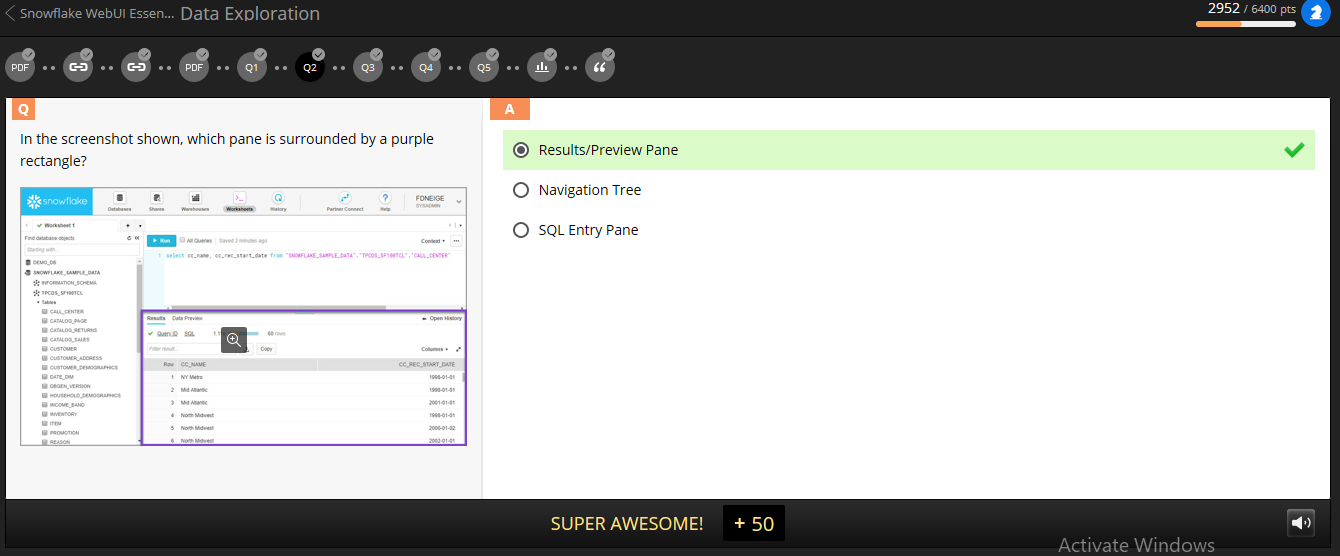 Snowflake WebUI Essen... Data Exploration
2952 / 6400 pts
PDF
PDF
Q1
Q2
Q3
Q4
Q5
Q
In the screenshot shown, which pane is surrounded by a purple
rectangle?
snowflake
Databases
Shares
Warehouses
Worksheets
History
Partner Connect
Help
FDNEIGE
SYSADMIN
Worksheet 1
Find database objects
Starting with...
DEMO_DB
SNOWFLAKE_SAMPLE_DATA
INFORMATION_SCHEMA
TPCDS_SF100TCL
Tables
CALL_CENTER
CATALOG_PAGE
CATALOG_RETURNS
CATALOG_SALES
CUSTOMER
CUSTOMER_ADDRESS
CUSTOMER_DEMOGRAPHICS
DATE_DIM
DBGEN_VERSION
HOUSEHOLD_DEMOGRAPHICS
INCOME_BAND
INVENTORY
ITEM
PROMOTION
REASON
Run
All Queries
Saved 2 minutes ago
Context
1 select cc_name, cc_rec_start_date from "SNOWFLAKE_SAMPLE_DATA"."TPCDS_SF100TCL"."CALL_CENTER"
Results Data Preview
Open History
Query ID SQL
60 rows
Filter result...
Copy
Columns
Row CC_NAME CC_REC_START_DATE
1 NY Metro 1998-01-01
2 Mid Atlantic 1998-01-01
3 Mid Atlantic 2001-01-01
4 North Midwest 1998-01-01
5 North Midwest 2000-01-02
6 North Midwest 2002-01-01
A
Results/Preview Pane
Navigation Tree
SQL Entry Pane
SUPER AWESOME! + 50
Activate Windows